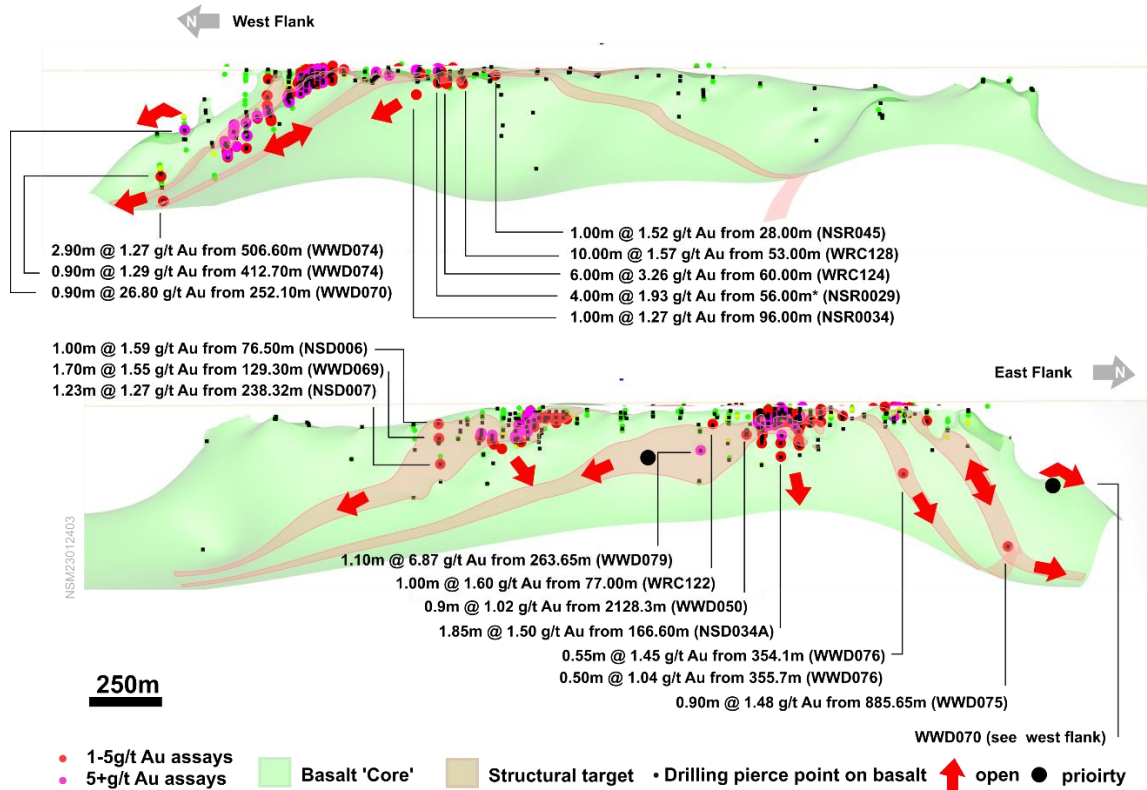 N West Flank
2.90m @ 1.27 g/t Au from 506.60m (WWD074)
0.90m @ 1.29 g/t Au from 412.70m (WWD074)
0.90m @ 26.80 g/t Au from 252.10m (WWD070)
1.00m @ 1.52 g/t Au from 28.00m (NSR045)
10.00m @ 1.57 g/t Au from 53.00m (WRC128)
6.00m @ 3.26 g/t Au from 60.00m (WRC124)
4.00m @ 1.93 g/t Au from 56.00m* (NSR0029)
1.00m @ 1.27 g/t Au from 96.00m (NSR0034)
1.00m @ 1.59 g/t Au from 76.50m (NSD006)
1.70m @ 1.55 g/t Au from 129.30m (WWD069)
1.23m @ 1.27 g/t Au from 238.32m (NSD007)
East Flank N
NSM23012403
1.10m @ 6.87 g/t Au from 263.65m (WWD079)
1.00m @ 1.60 g/t Au from 77.00m (WRC122)
0.9m @ 1.02 g/t Au from 2128.3m (WWD050)
1.85m @ 1.50 g/t Au from 166.60m (NSD034A)
0.55m @ 1.45 g/t Au from 354.1m (WWD076)
0.50m @ 1.04 g/t Au from 355.7m (WWD076)
0.90m @ 1.48 g/t Au from 885.65m (WWD075)
WWD070 (see west flank)
250m
1-5g/t Au assays
5+g/t Au assays
Basalt 'Core'
Structural target
Drilling pierce point on basalt
open
prioirty